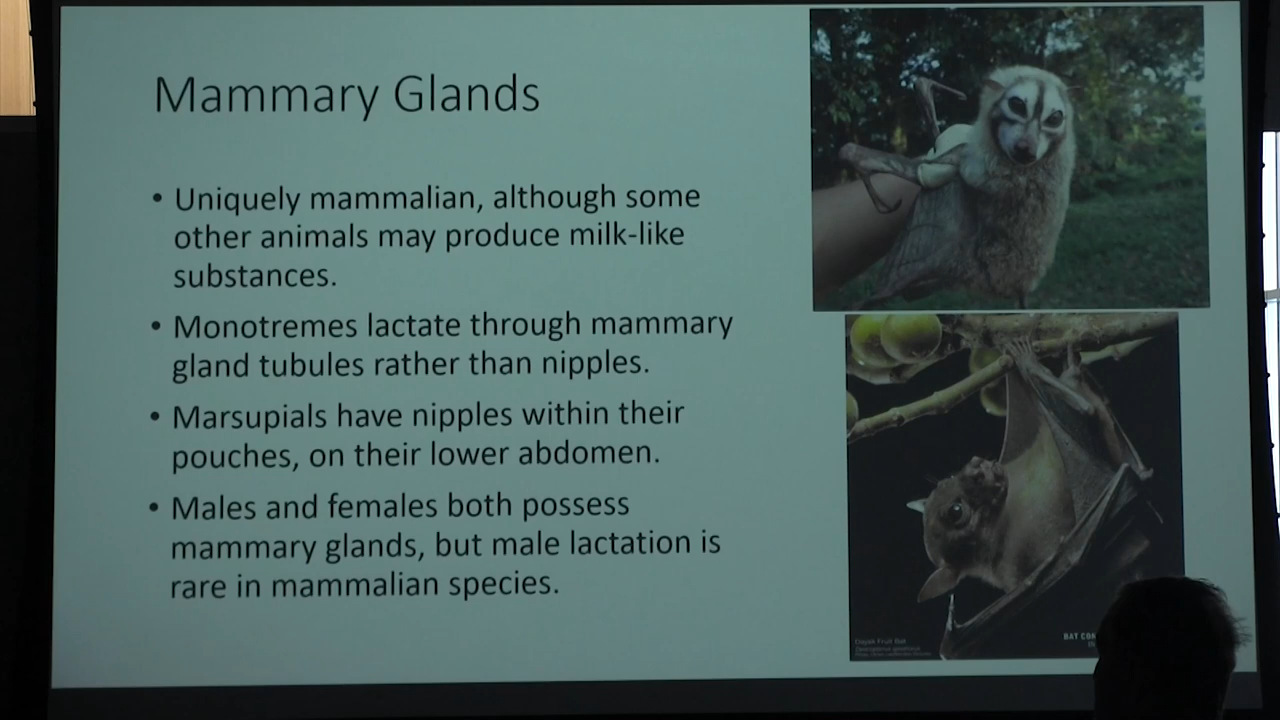 Mammary Glands
• Uniquely mammalian, although some
other animals may produce milk-like
substances.
• Monotremes lactate through mammary
gland tubules rather than nipples.
• Marsupials have nipples within their
pouches, on their lower abdomen.
• Males and females both possess
mammary glands, but male lactation is
rare in mammalian species.
Dayak Fruit Bat
BAT